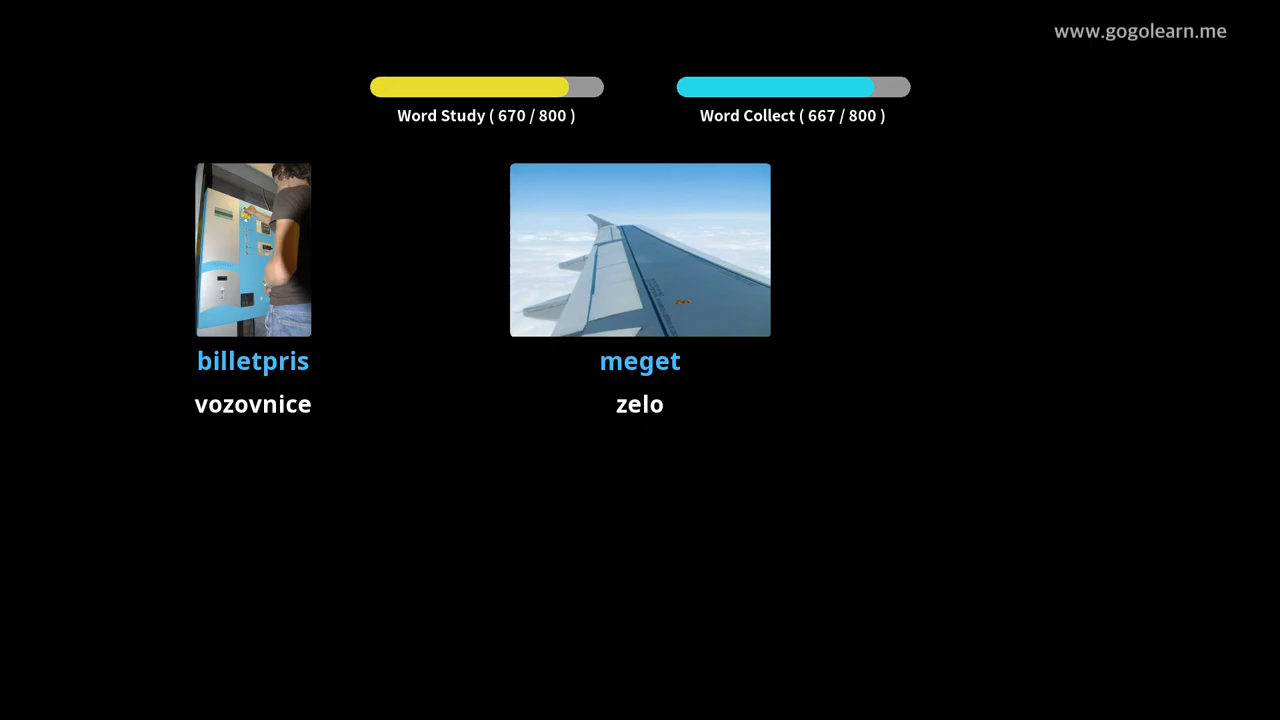 www.gogolearn.me
Word Study ( 670 / 800 )
Word Collect ( 667 / 800 )
billetpris
meget
vozovnice
zelo